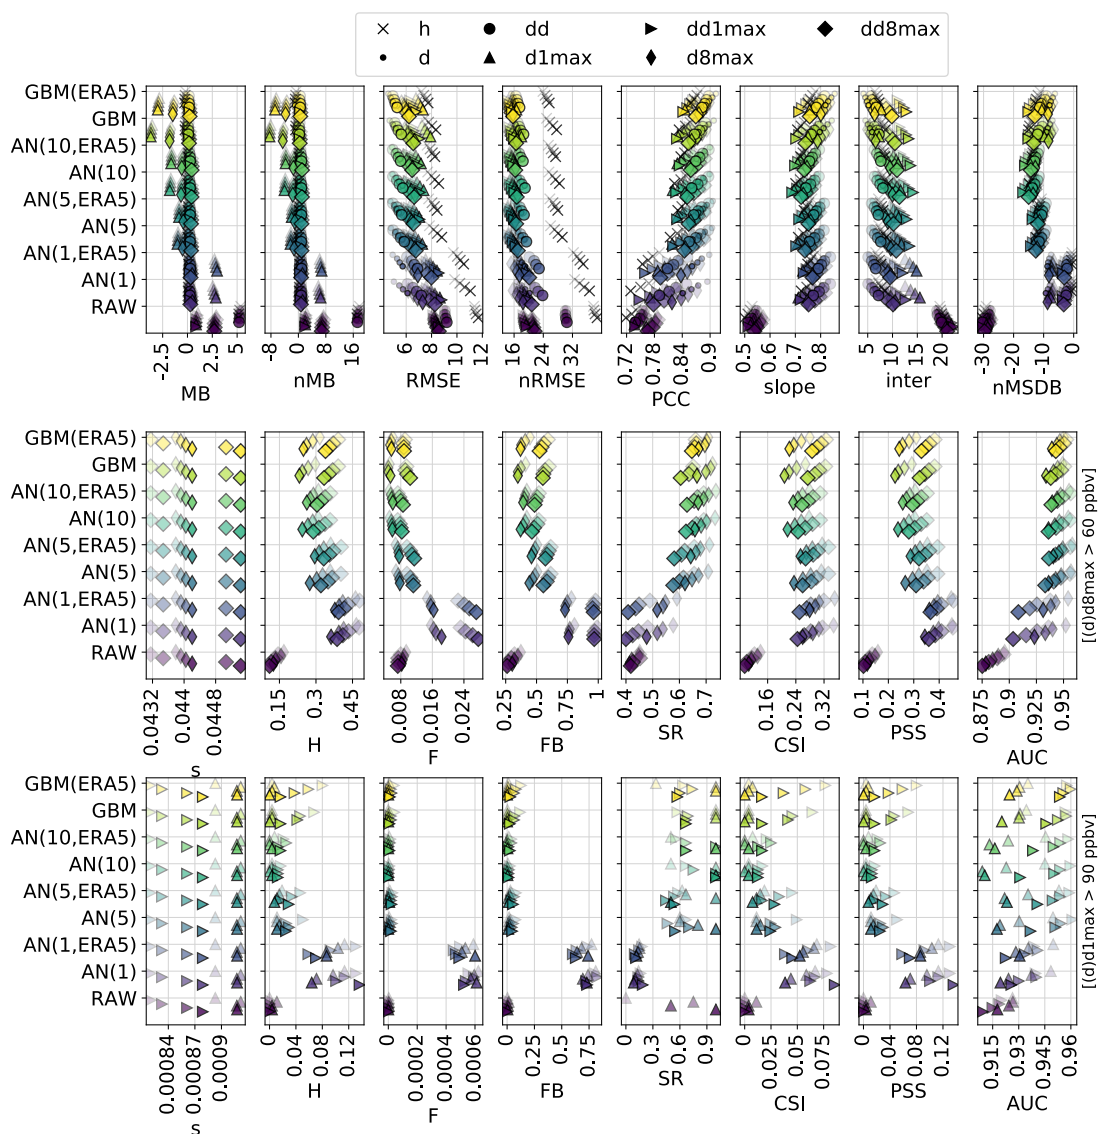 h dd dd1max dd8max
d d1max d8max
GBM(ERA5)
GBM
AN(10,ERA5)
AN(10)
AN(5,ERA5)
AN(5)
AN(1,ERA5)
AN(1)
RAW
-2.5 0 2.5 5
-8 0 8 16
6 8 10 12
16 24 32
0.72 0.78 0.84 0.9
0.5 0.6 0.7 0.8
5 10 15 20
-30 -20 -10 0
MB nMB RMSE nRMSE PCC slope inter nMSDB
GBM(ERA5)
GBM
AN(10,ERA5)
AN(10)
AN(5,ERA5)
AN(5)
AN(1,ERA5)
AN(1)
RAW
0.0432 0.044 0.0448
0.15 0.3 0.45
0.008 0.016 0.024
0.25 0.5 0.75 1
0.4 0.5 0.6 0.7
0.16 0.24 0.32
0.1 0.2 0.3 0.4
0.875 0.9 0.925 0.95
s H F FB SR CSI PSS AUC
[(d)d8max > 60 ppbv]
GBM(ERA5)
GBM
AN(10,ERA5)
AN(10)
AN(5,ERA5)
AN(5)
AN(1,ERA5)
AN(1)
RAW
0.00084 0.00087 0.0009
0 0.04 0.08 0.12
0 0.0002 0.0004 0.0006
0 0.25 0.5 0.75
0 0.3 0.6 0.9
0 0.025 0.05 0.075
0 0.04 0.08 0.12
0.915 0.93 0.945 0.96
s H F FB SR CSI PSS AUC
[(d)d1max > 90 ppbv]